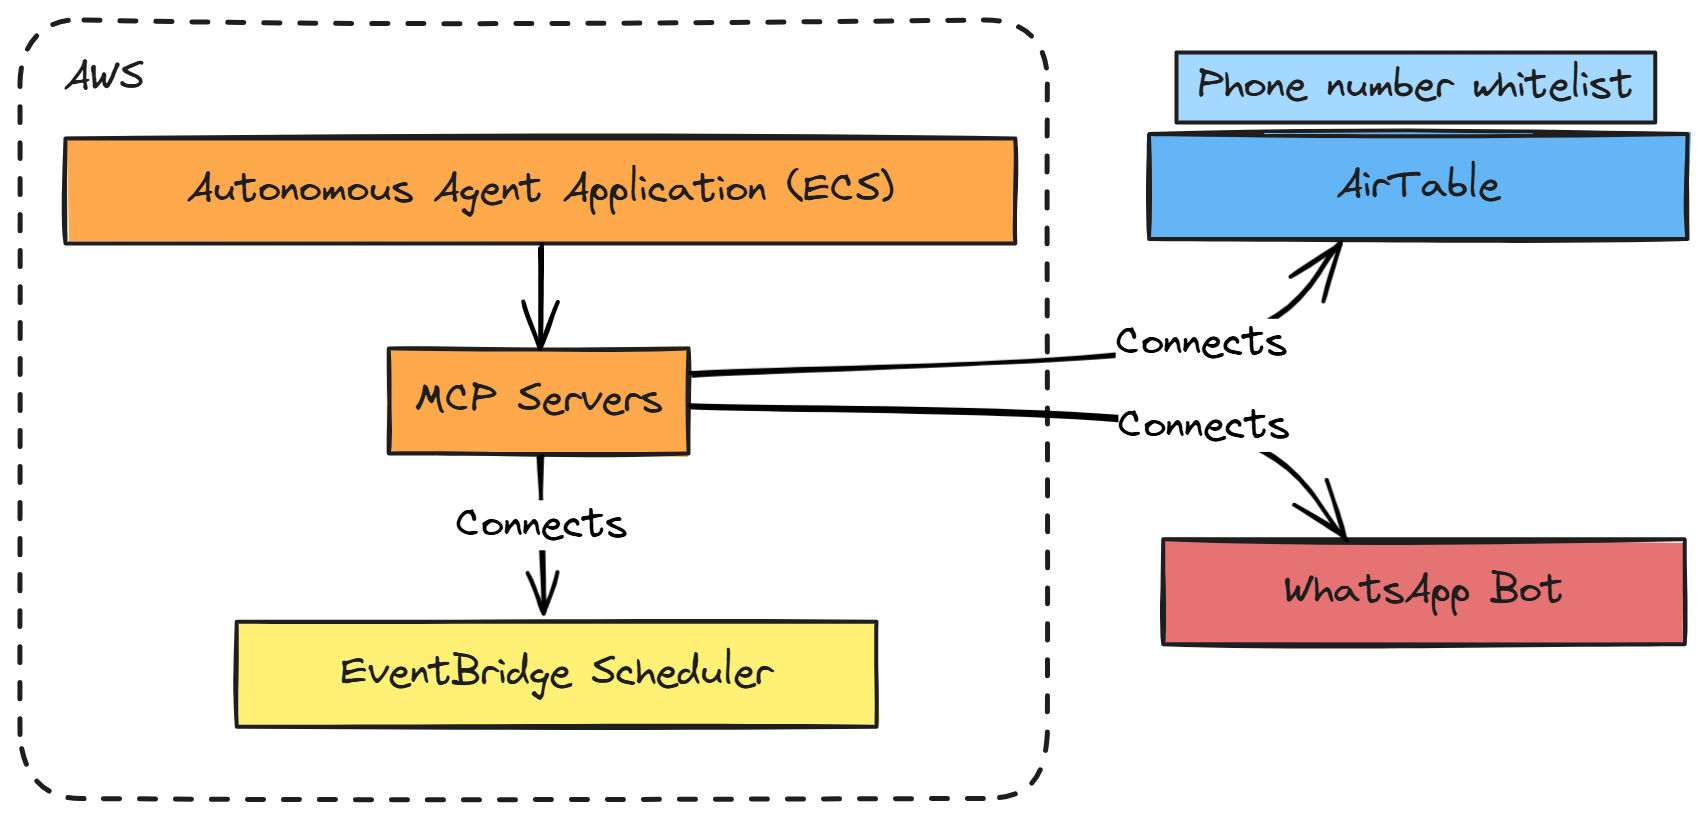 AWS
Phone number whitelist
Autonomous Agent Application (ECS)
AirTable
Connects
MCP Servers
Connects
Connects
WhatsApp Bot
EventBridge Scheduler